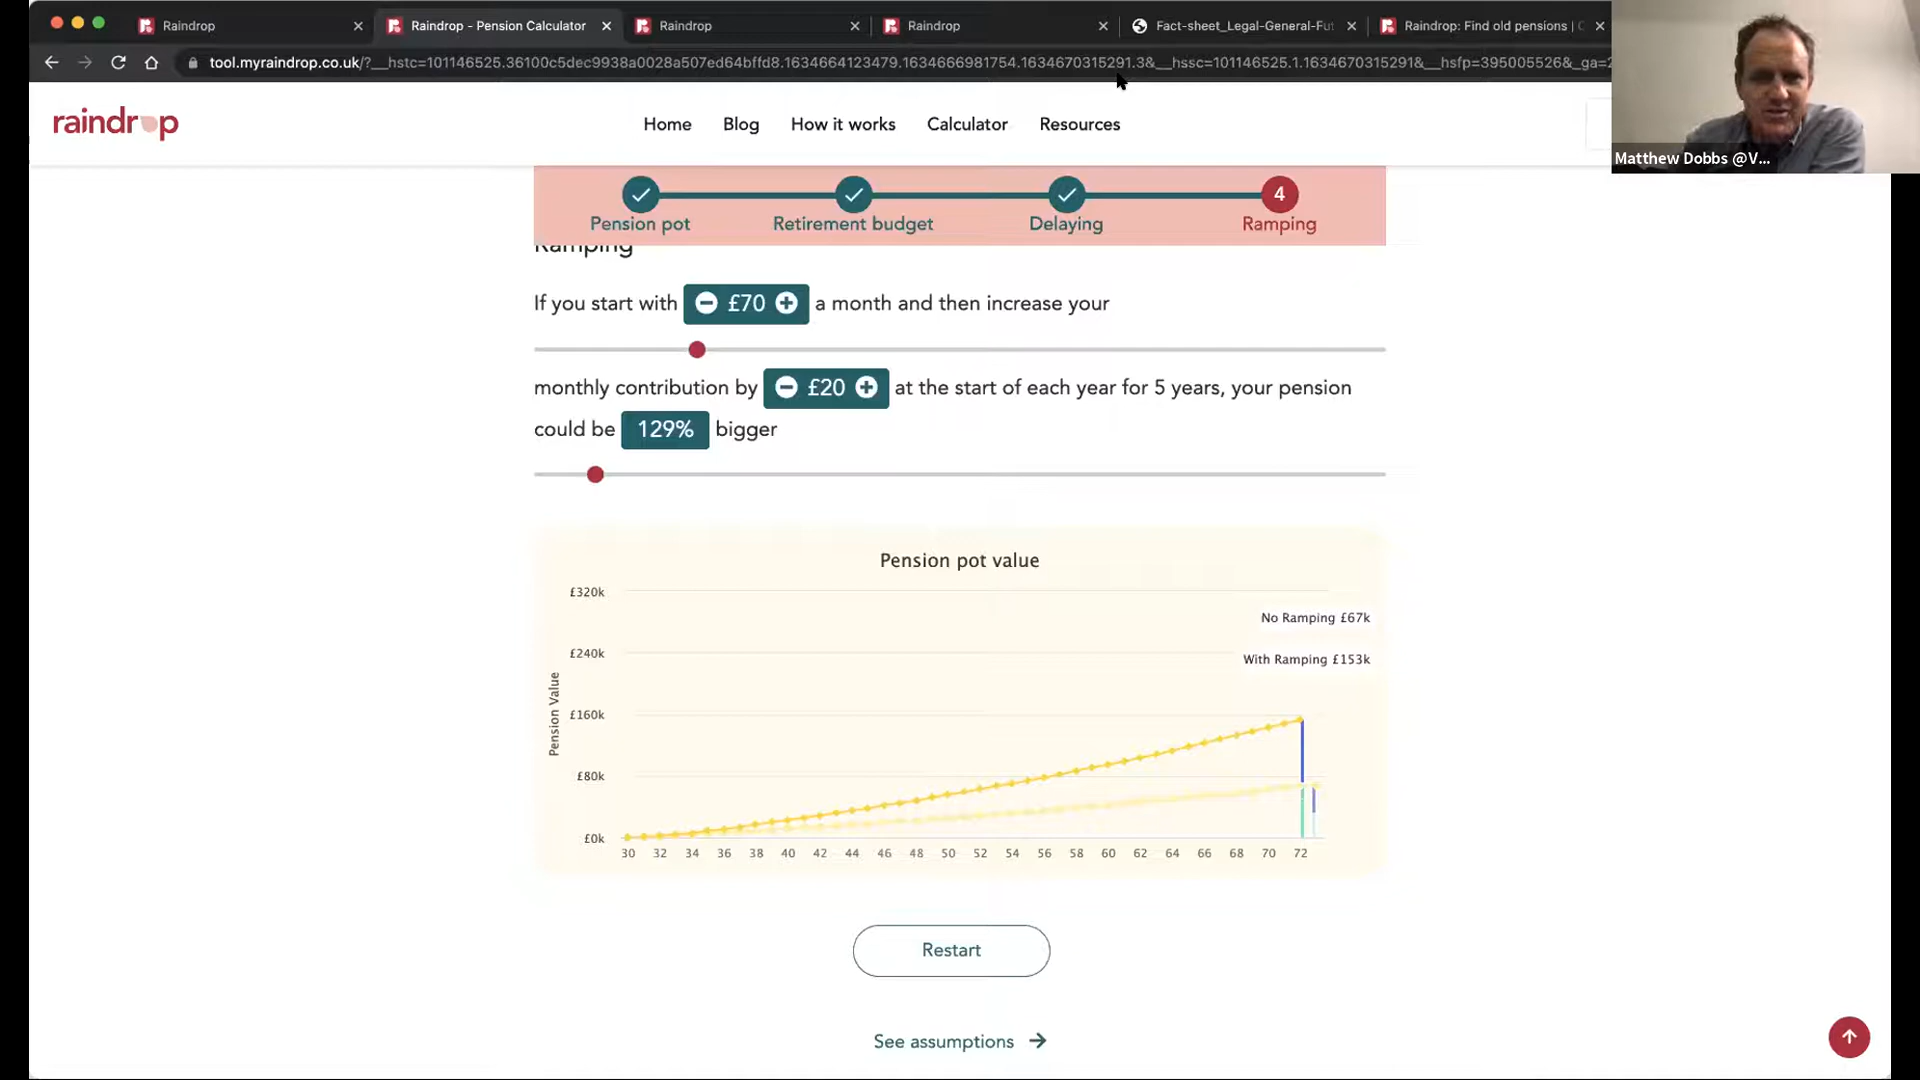 Raindrop
Raindrop - Pension Calculator
Raindrop
Raindrop
Fact-sheet_Legal-General-Fut
Raindrop: Find old pensions |
tool.myraindrop.co.uk/?__hstc=101146525.36100c5dec9938a0028a507ed64bffd8.1634664123479.1634666981754.1634670315291.3&__hssc=101146525.1.1634670315291&__hsfp=395005526&_ga=
Matthew Dobbs @V...
raindrop
Home
Blog
How it works
Calculator
Resources
4
Pension pot
Retirement budget
Delaying
Ramping
Ramping
If you start with − £70 + a month and then increase your
monthly contribution by − £20 + at the start of each year for 5 years, your pension
could be 129% bigger
Pension pot value
£320k
No Ramping £67k
£240k
With Ramping £153k
Pension Value
£160k
£80k
£0k
30 32 34 36 38 40 42 44 46 48 50 52 54 56 58 60 62 64 66 68 70 72
Restart
See assumptions →